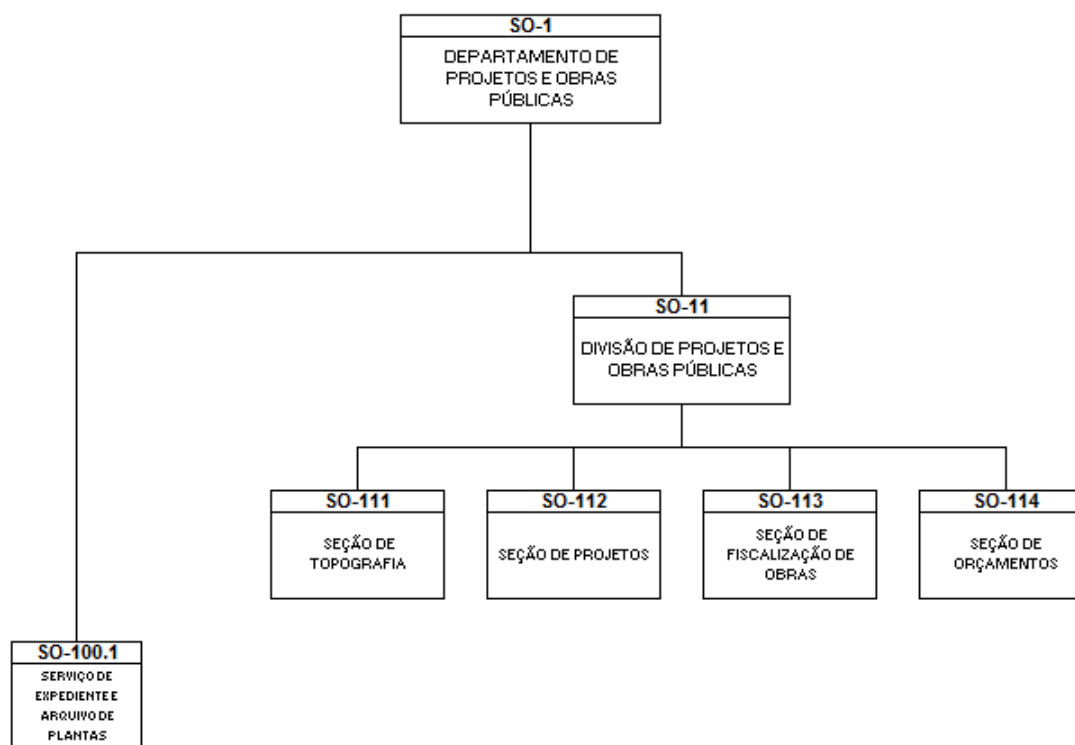 SO-1
DEPARTAMENTO DE
PROJETOS E OBRAS
PÚBLICAS
SO-11
DIVISÃO DE PROJETOS E
OBRAS PÚBLICAS
SO-111
SEÇÃO DE
TOPOGRAFIA
SO-112
SEÇÃO DE PROJETOS
SO-113
SEÇÃO DE
FISCALIZAÇÃO DE
OBRAS
SO-114
SEÇÃO DE
ORÇAMENTOS
SO-100.1
SERVIÇO DE
EXPEDIENTE E
ARQUIVO DE
PLANTAS